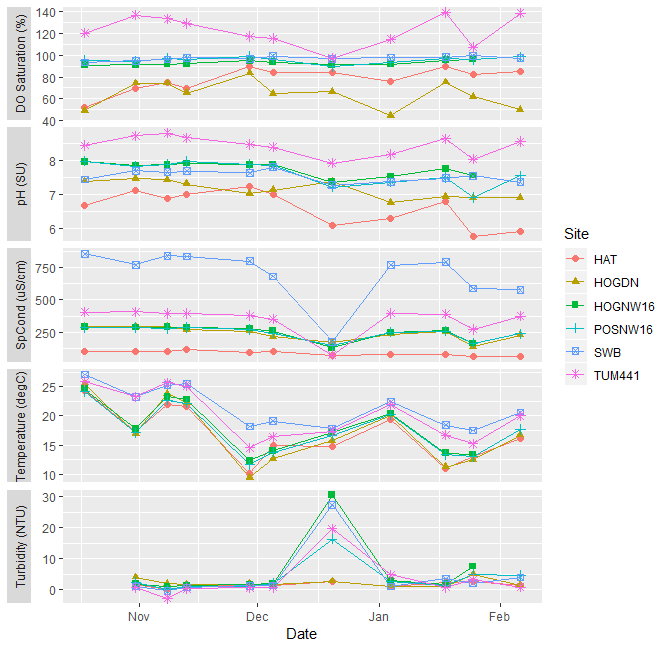 DO Saturation (%)
140
120
100
80
60
40
pH (SU)
8
7
6
SpCond (uS/cm)
750
500
250
Temperature (degC)
25
20
15
10
Turbidity (NTU)
30
20
10
0
Nov
Dec
Jan
Feb
Date
Site
HAT
HOGDN
HOGNW16
POSNW16
SWB
TUM441